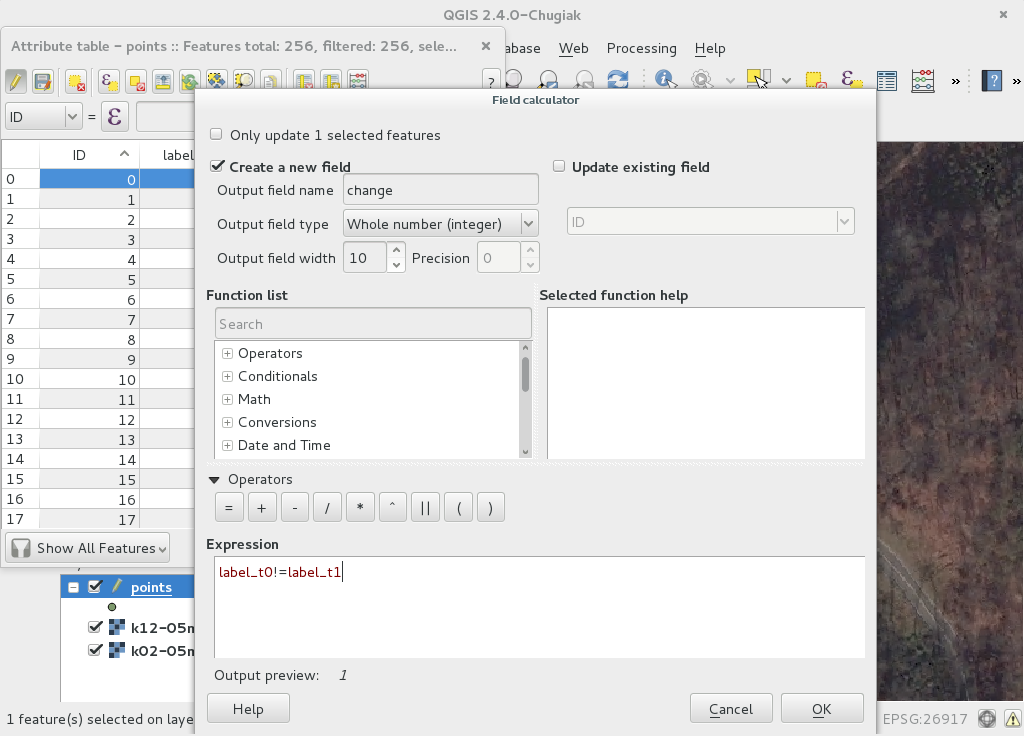 QGIS 2.4.0-Chugiak
Attribute table - points :: Features total: 256, filtered: 256, sele...
abase Web Processing Help
ID = ε
ID label
0 0
1 1
2 2
3 3
4 4
5 5
6 6
7 7
8 8
9 9
10 10
11 11
12 12
13 13
14 14
15 15
16 16
17 17
Show All Features
points
k12-05m
k02-05m
1 feature(s) selected on laye
EPSG:26917
Field calculator
Only update 1 selected features
Create a new field
Update existing field
Output field name change
Output field type Whole number (integer)
ID
Output field width 10 Precision 0
Function list
Selected function help
Search
Operators
Conditionals
Math
Conversions
Date and Time
Operators
= + - / * ^ || ( )
Expression
label_t0!=label_t1
Output preview: 1
Help Cancel OK